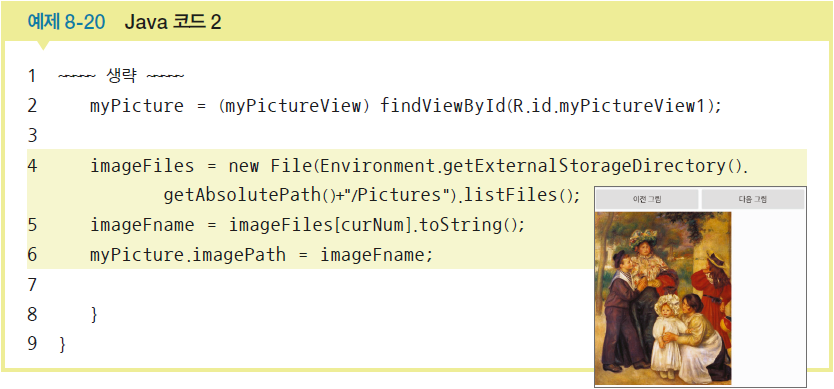 예제 8-20 Java 코드 2
1 ~~~~~ 생략 ~~~~~
2 myPicture = (myPictureView) findViewById(R.id.myPictureView1);
3
4 imageFiles = new File(Environment.getExternalStorageDirectory().
getAbsolutePath()+"/Pictures").listFiles();
5 imageFname = imageFiles[curNum].toString();
6 myPicture.imagePath = imageFname;
7
8 }
9 }
이전 그림 다음 그림